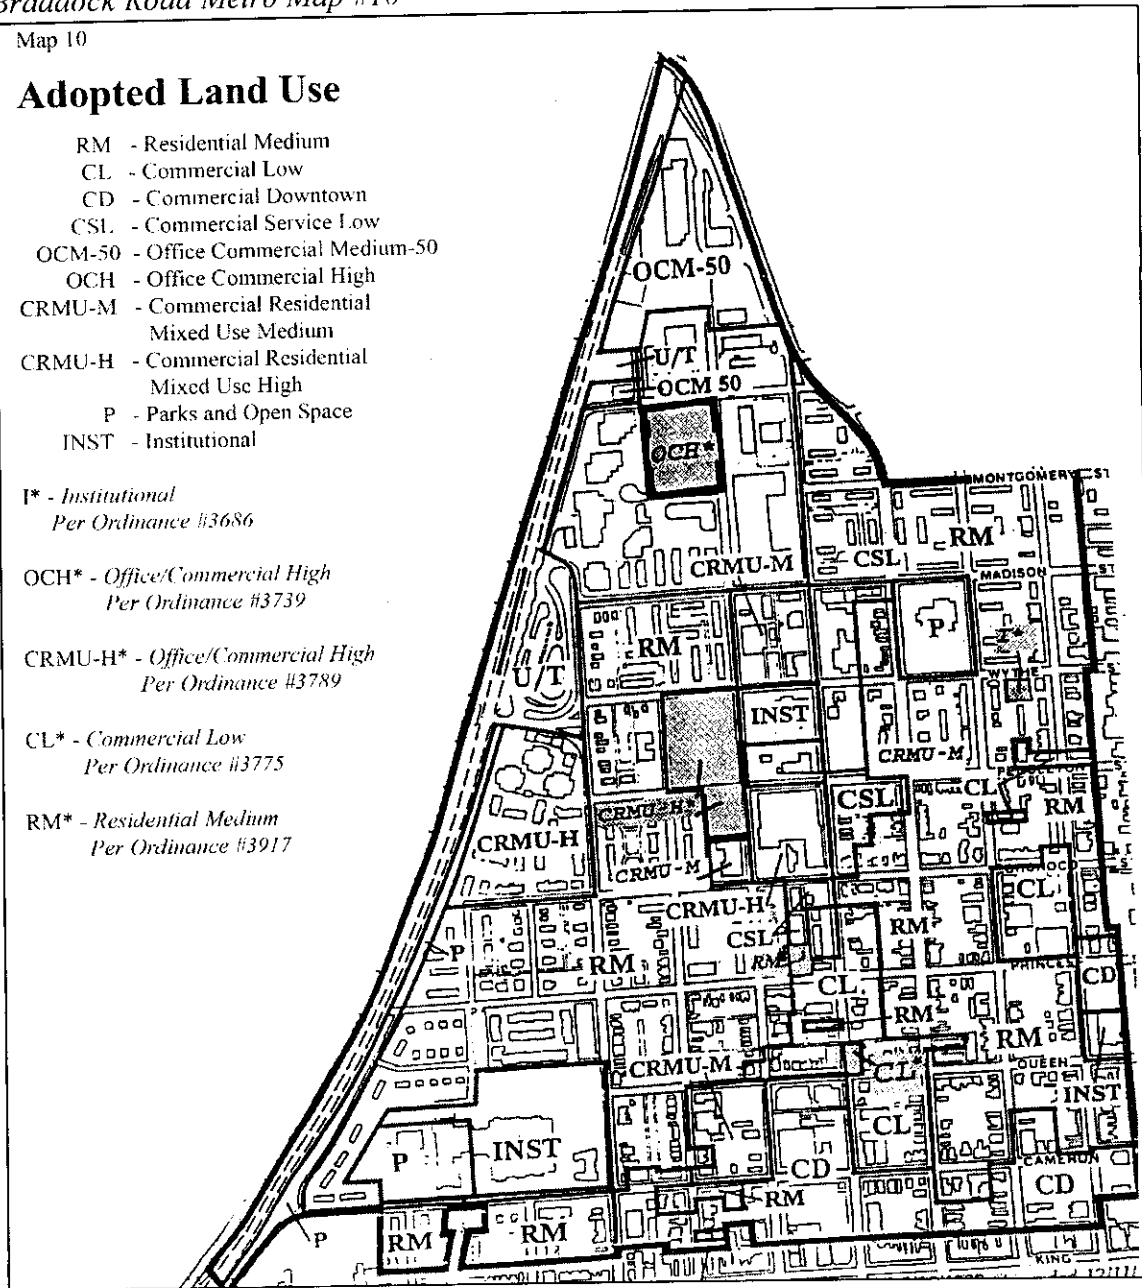 Braddock Road Metro Map #10
Map 10
Adopted Land Use
RM - Residential Medium
CL - Commercial Low
CD - Commercial Downtown
CSL - Commercial Service Low
OCM-50 - Office Commercial Medium-50
OCH - Office Commercial High
CRMU-M - Commercial Residential
Mixed Use Medium
CRMU-H - Commercial Residential
Mixed Use High
P - Parks and Open Space
INST - Institutional
I* - Institutional
Per Ordinance #3686
OCH* - Office/Commercial High
Per Ordinance #3739
CRMU-H* - Office/Commercial High
Per Ordinance #3789
CL* - Commercial Low
Per Ordinance #3775
RM* - Residential Medium
Per Ordinance #3917
OCM-50
U/T
OCM 50
OCH*
MONTGOMERY ST
RM
CSL
CRMU-M
MADISON ST
P
I*
RM
U/T
WYTHE
INST
CRMU-M
PENDLETON
CL
CSL
RM
CRMU-H*
CRMU-H
CRMU-M
CL
CRMU-H
RM
CSL
P
RM
RM*
PRINCESS
CD
CL
RM
RM
CRMU-M
QUEEN
CL*
INST
CL
P
INST
CD
CAMERON
CD
RM
P
RM
RM
KING